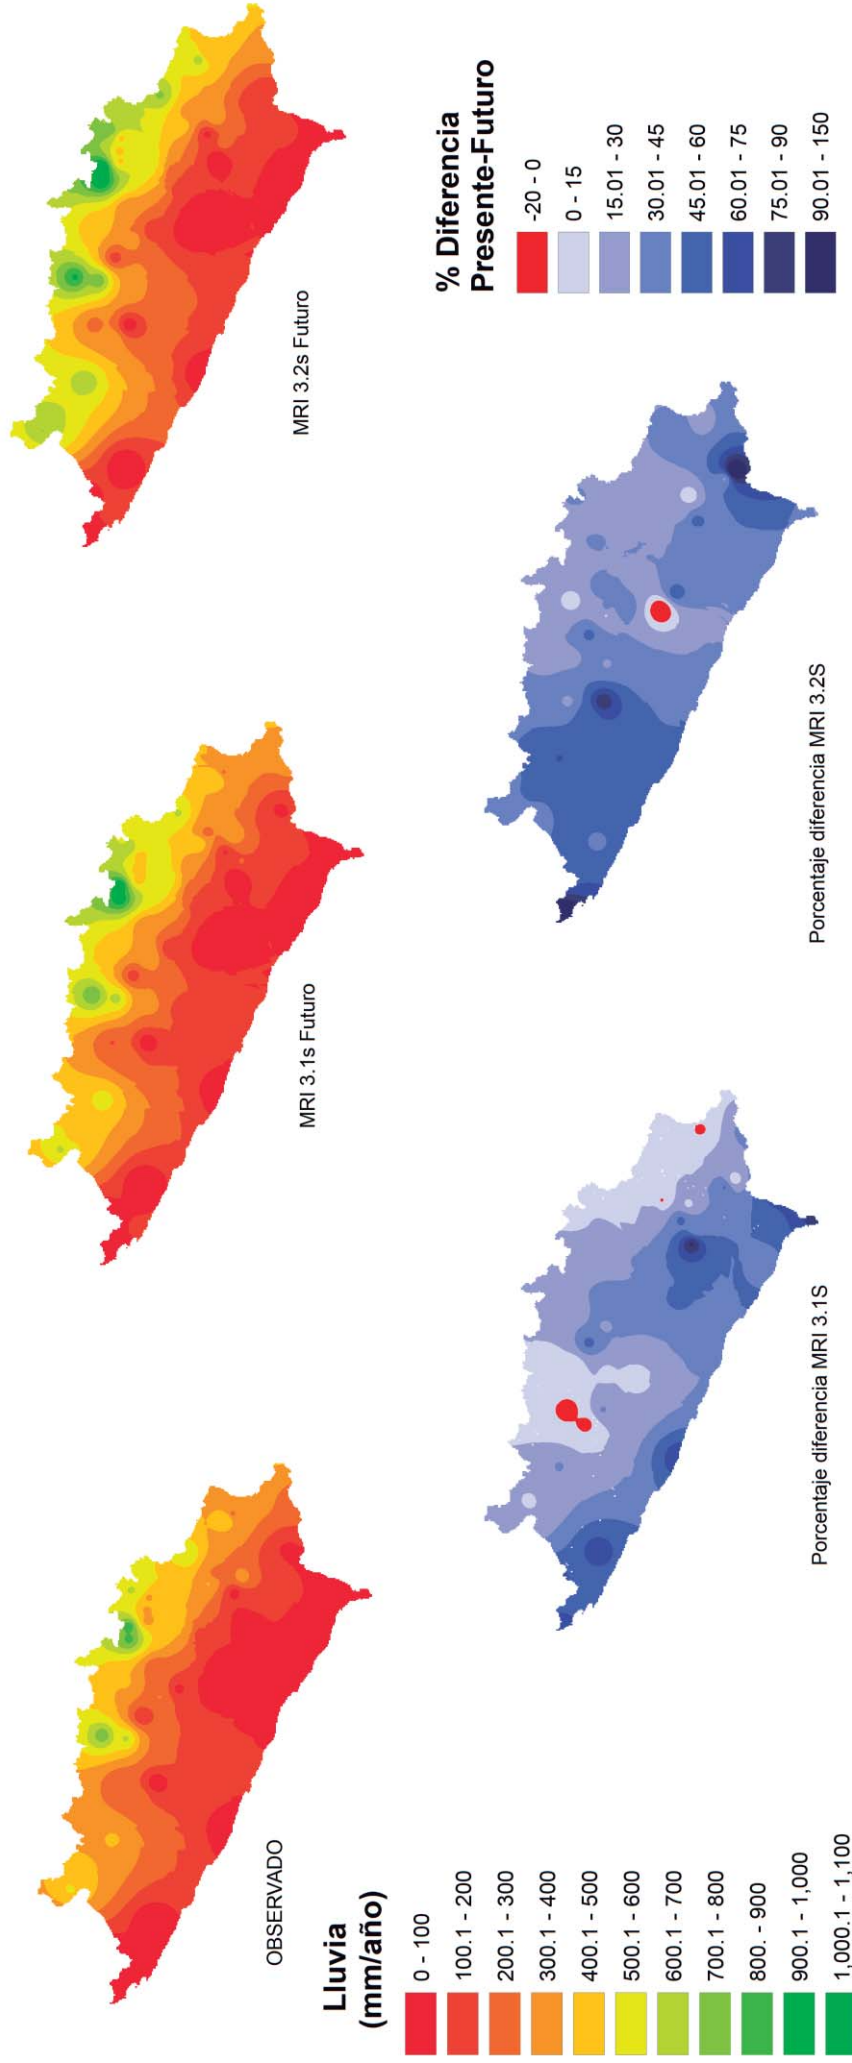 OBSERVADO
MRI 3.1s Futuro
MRI 3.2s Futuro
Lluvia
(mm/año)
0 - 100
100.1 - 200
200.1 - 300
300.1 - 400
400.1 - 500
500.1 - 600
600.1 - 700
700.1 - 800
800. - 900
900.1 - 1,000
1,000.1 - 1,100
Porcentaje diferencia MRI 3.1S
Porcentaje diferencia MRI 3.2S
% Diferencia
Presente-Futuro
-20 - 0
0 - 15
15.01 - 30
30.01 - 45
45.01 - 60
60.01 - 75
75.01 - 90
90.01 - 150